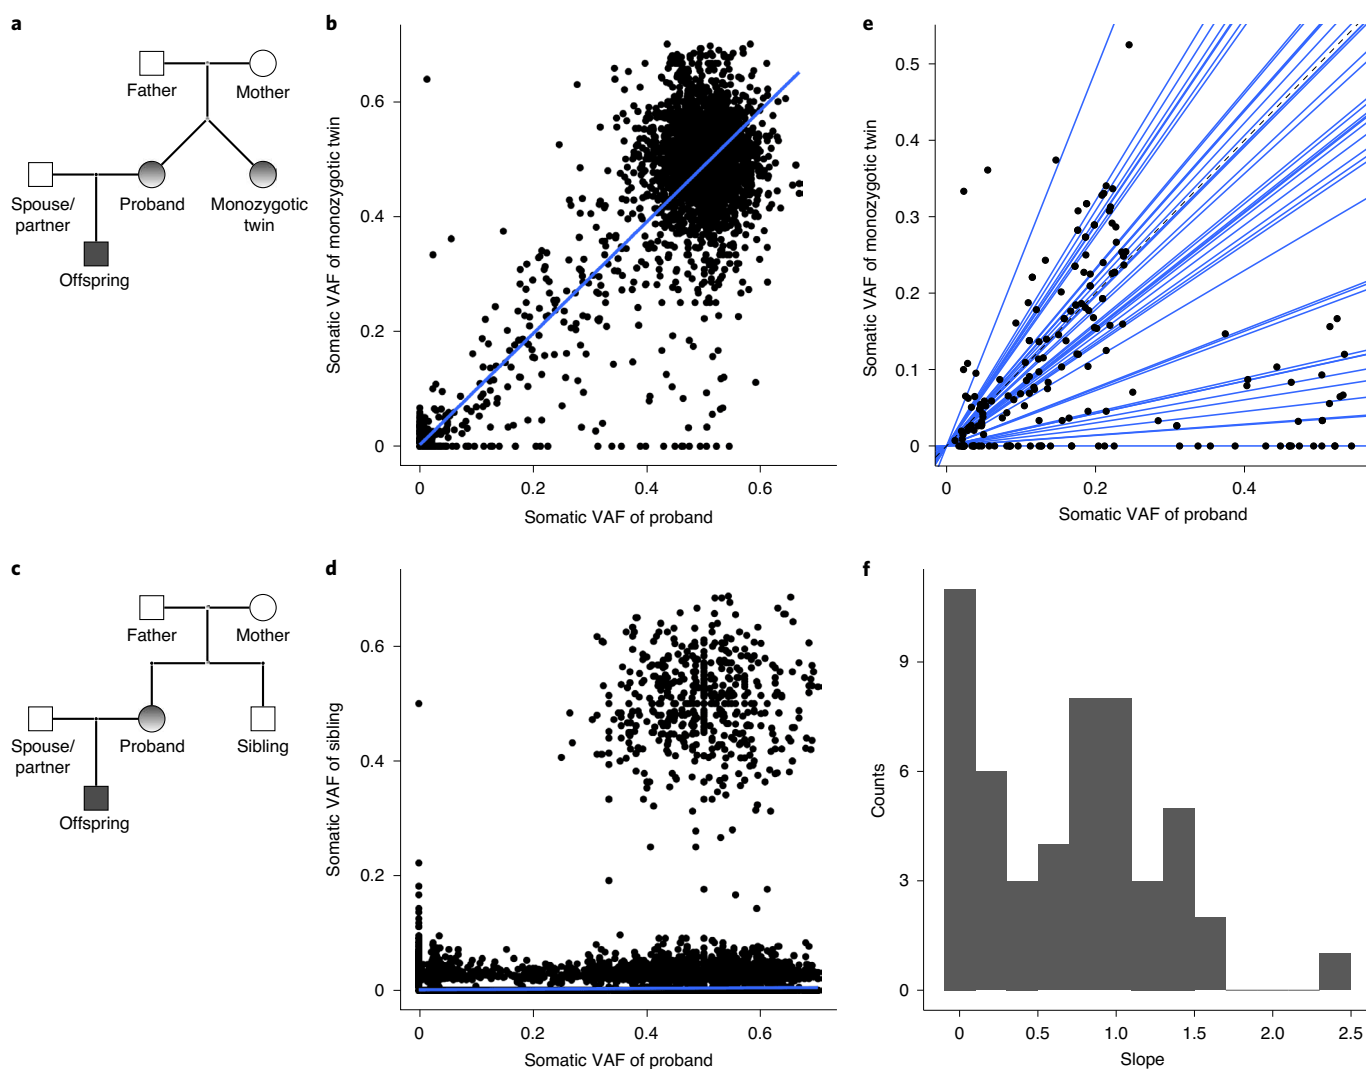 a
Father
Mother
Spouse/
partner
Proband
Monozygotic
twin
Offspring
b
Somatic VAF of monozygotic twin
0.6
0.4
0.2
0
0
0.2
0.4
0.6
Somatic VAF of proband
e
Somatic VAF of monozygotic twin
0.5
0.4
0.3
0.2
0.1
0
0
0.2
0.4
Somatic VAF of proband
c
Father
Mother
Spouse/
partner
Proband
Sibling
Offspring
d
Somatic VAF of sibling
0.6
0.4
0.2
0
0
0.2
0.4
0.6
Somatic VAF of proband
f
Counts
9
6
3
0
0
0.5
1.0
1.5
2.0
2.5
Slope